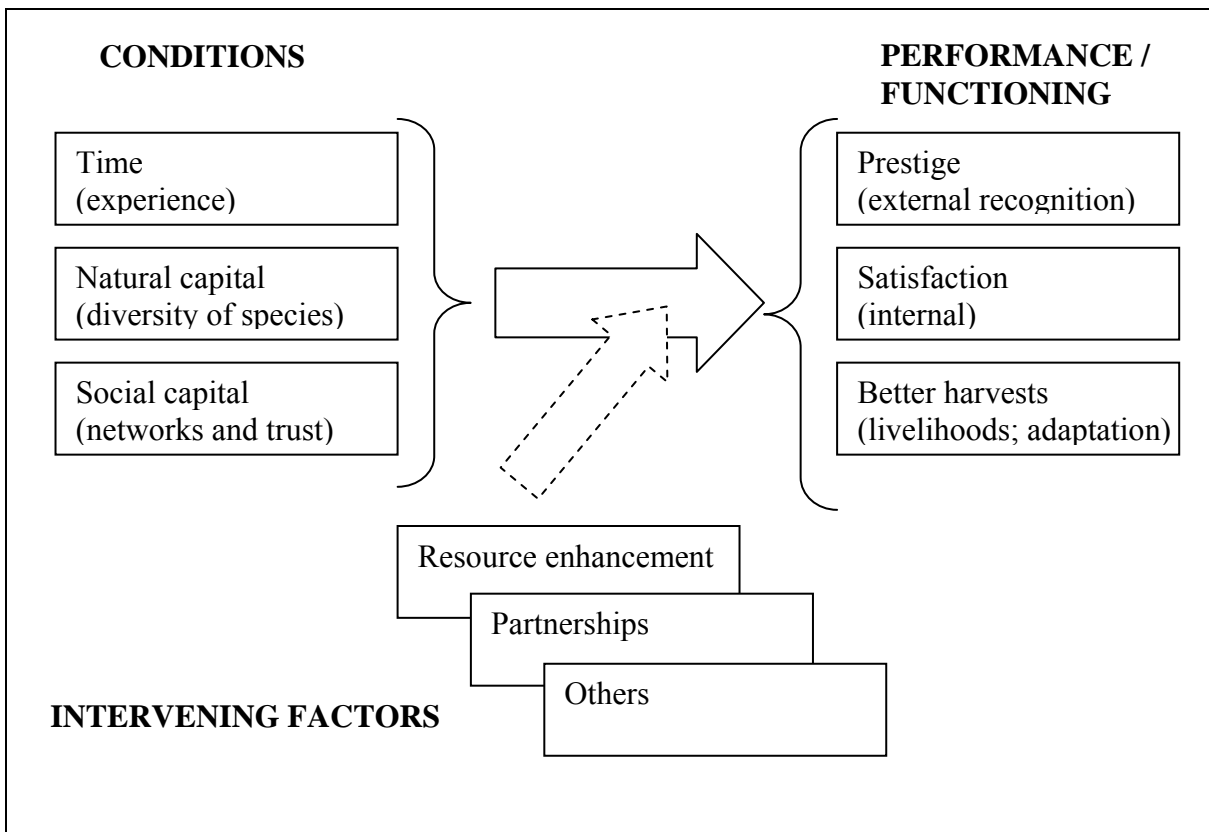 CONDITIONS
Time
(experience)
Natural capital
(diversity of species)
Social capital
(networks and trust)
PERFORMANCE /
FUNCTIONING
Prestige
(external recognition)
Satisfaction
(internal)
Better harvests
(livelihoods; adaptation)
Resource enhancement
Partnerships
Others
INTERVENING FACTORS